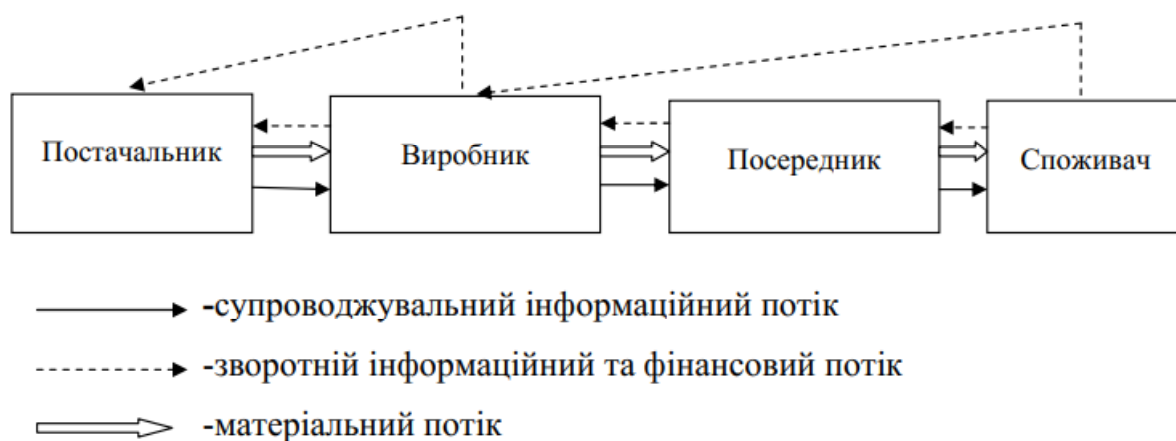 Постачальник
Виробник
Посередник
Споживач
-супроводжувальний інформаційний потік
-зворотній інформаційний та фінансовий потік
-матеріальний потік